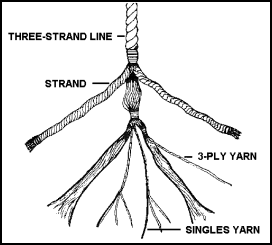 THREE-STRAND LINE
STRAND
3-PLY YARN
SINGLES YARN